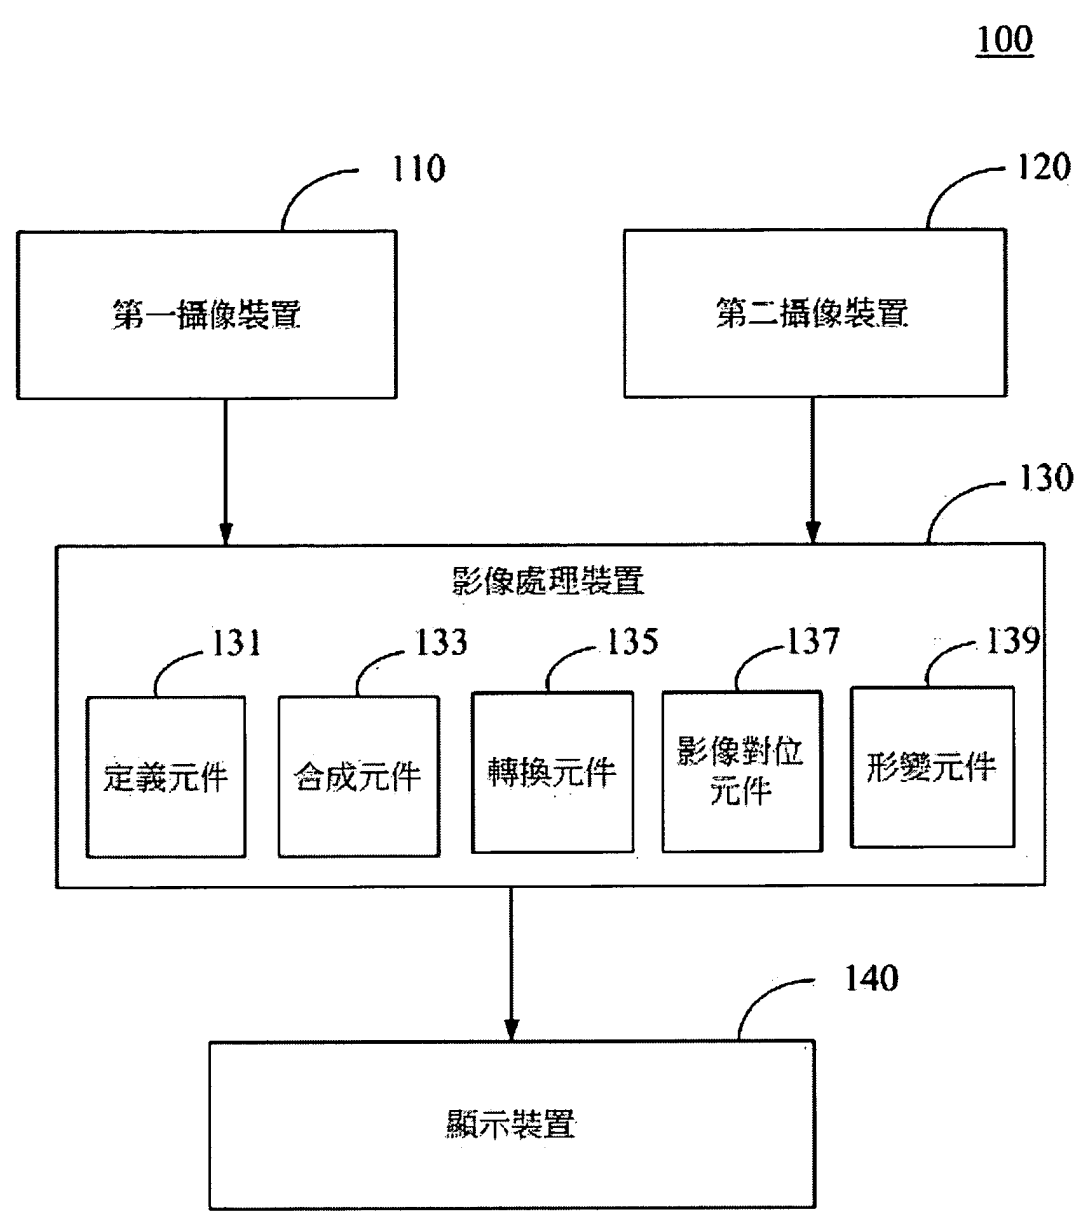 100
110
120
第一攝像裝置
第二攝像裝置
130
影像處理裝置
131
133
135
137
139
定義元件
合成元件
轉換元件
影像對位
元件
形變元件
140
顯示裝置